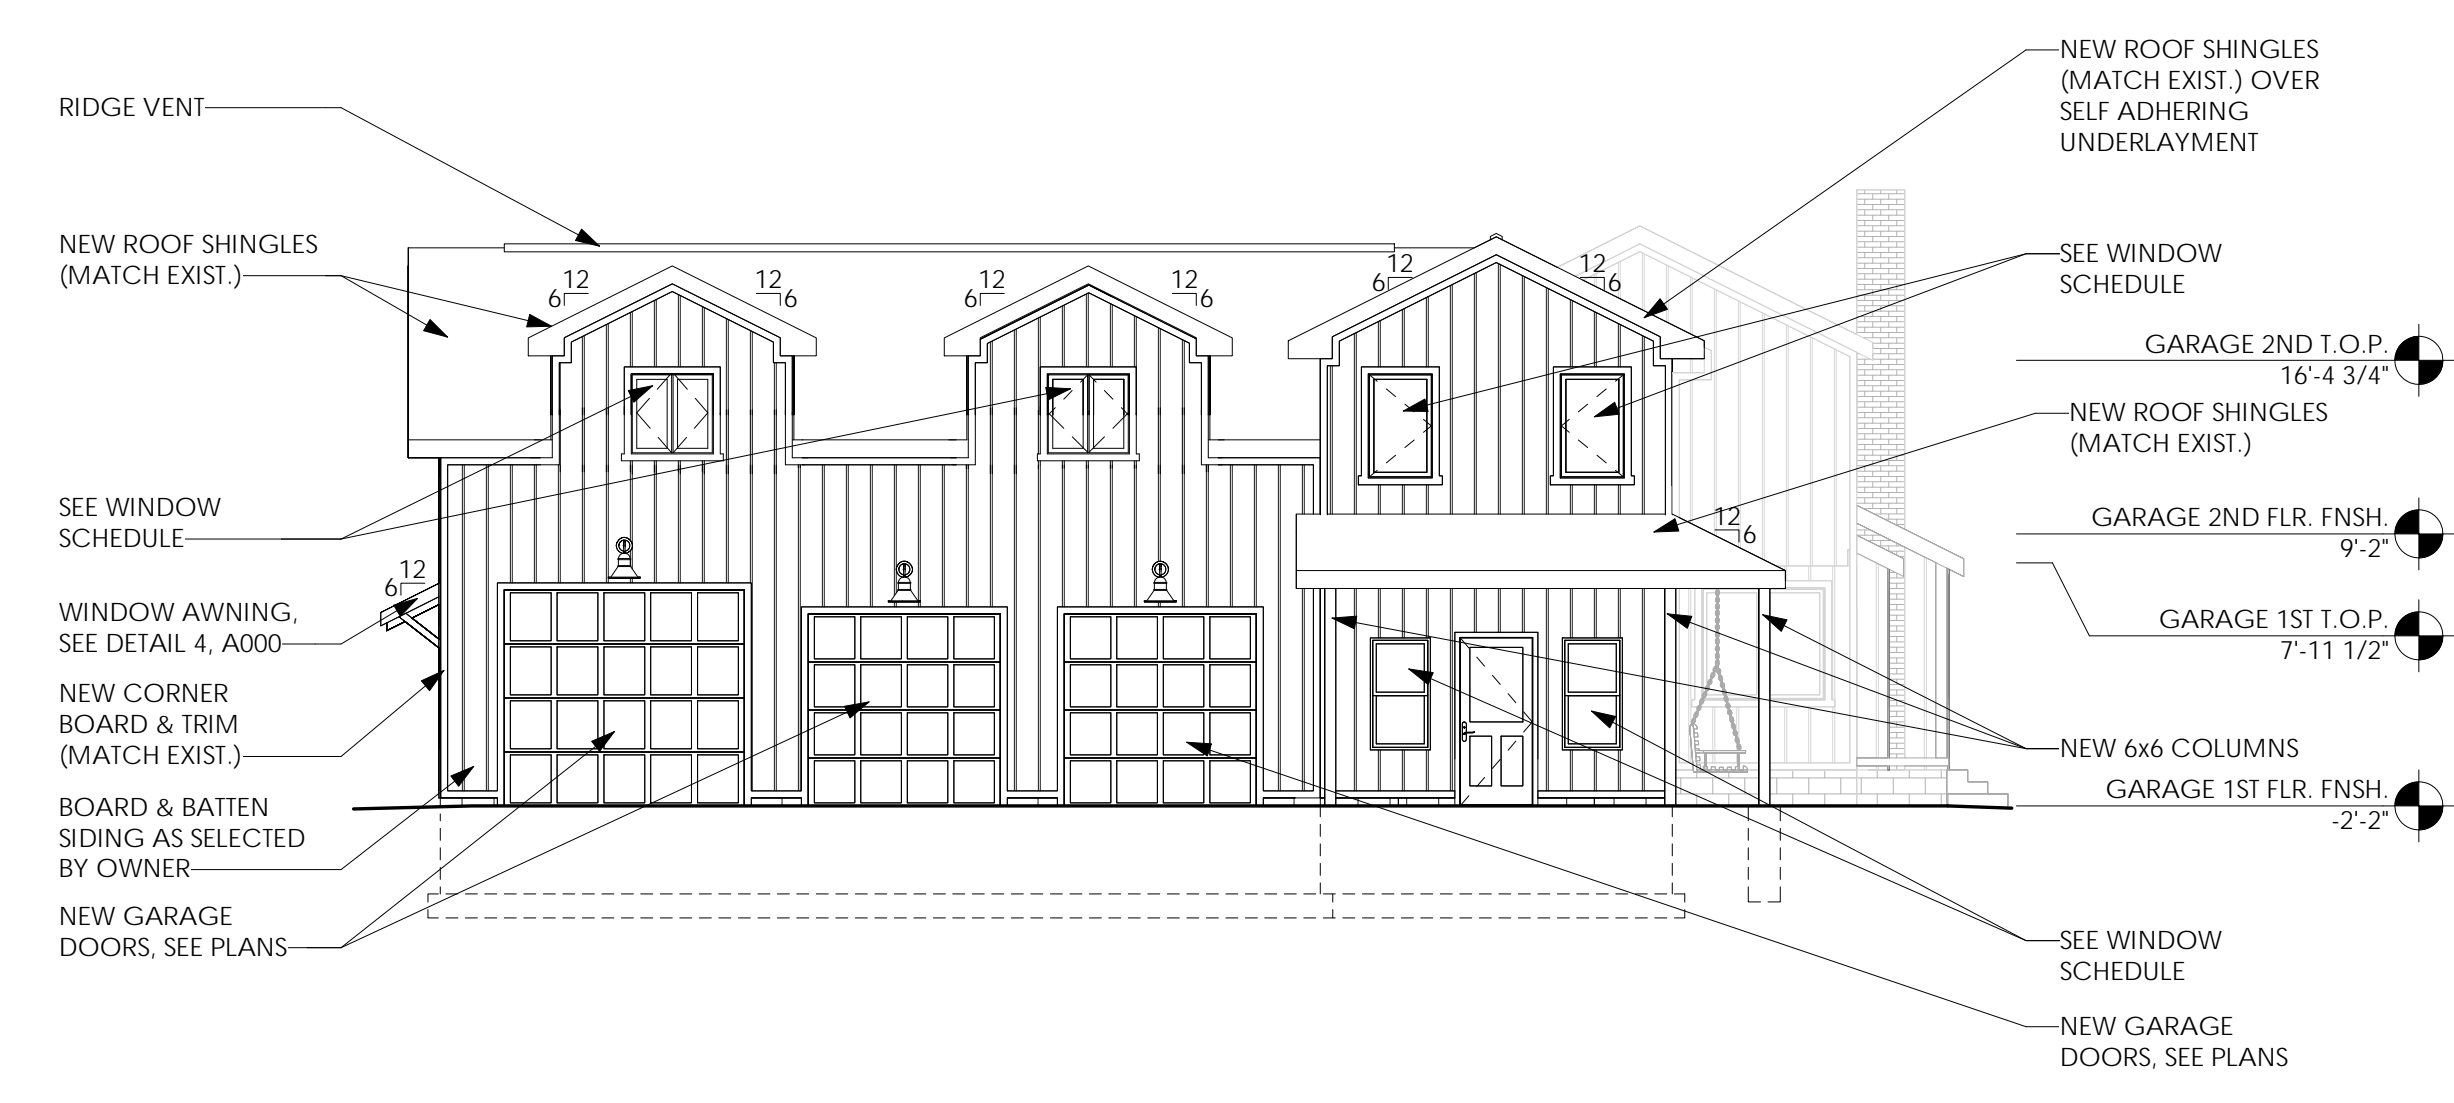 RIDGE VENT
NEW ROOF SHINGLES
(MATCH EXIST.)
SEE WINDOW
SCHEDULE
12
6
WINDOW AWNING,
SEE DETAIL 4, A000
NEW CORNER
BOARD & TRIM
(MATCH EXIST.)
BOARD & BATTEN
SIDING AS SELECTED
BY OWNER
NEW GARAGE
DOORS, SEE PLANS
12
6
12
6
12
6
12
6
12
6
12
6
12
6
NEW ROOF SHINGLES
(MATCH EXIST.) OVER
SELF ADHERING
UNDERLAYMENT
SEE WINDOW
SCHEDULE
GARAGE 2ND T.O.P.
16'-4 3/4"
NEW ROOF SHINGLES
(MATCH EXIST.)
GARAGE 2ND FLR. FNSH.
9'-2"
GARAGE 1ST T.O.P.
7'-11 1/2"
NEW 6x6 COLUMNS
GARAGE 1ST FLR. FNSH.
-2'-2"
SEE WINDOW
SCHEDULE
NEW GARAGE
DOORS, SEE PLANS